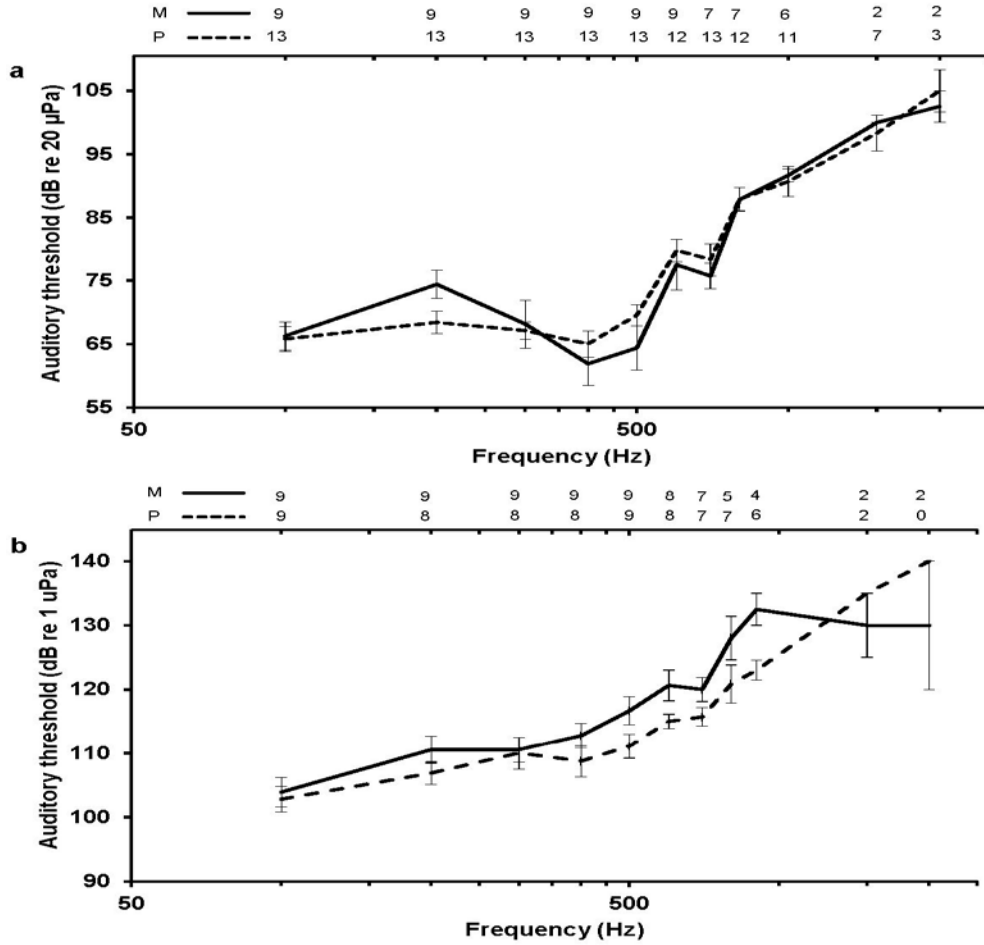 M 9 9 9 9 9 9 7 7 6 2 2
P 13 13 13 13 13 12 13 12 11 7 3
a
105
95
85
75
65
55
Auditory threshold (dB re 20 µPa)
50 500
Frequency (Hz)
M 9 9 9 9 9 8 7 5 4 2 2
P 9 8 8 8 9 8 7 7 6 2 0
b
140
130
120
110
100
90
Auditory threshold (dB re 1 uPa)
50 500
Frequency (Hz)